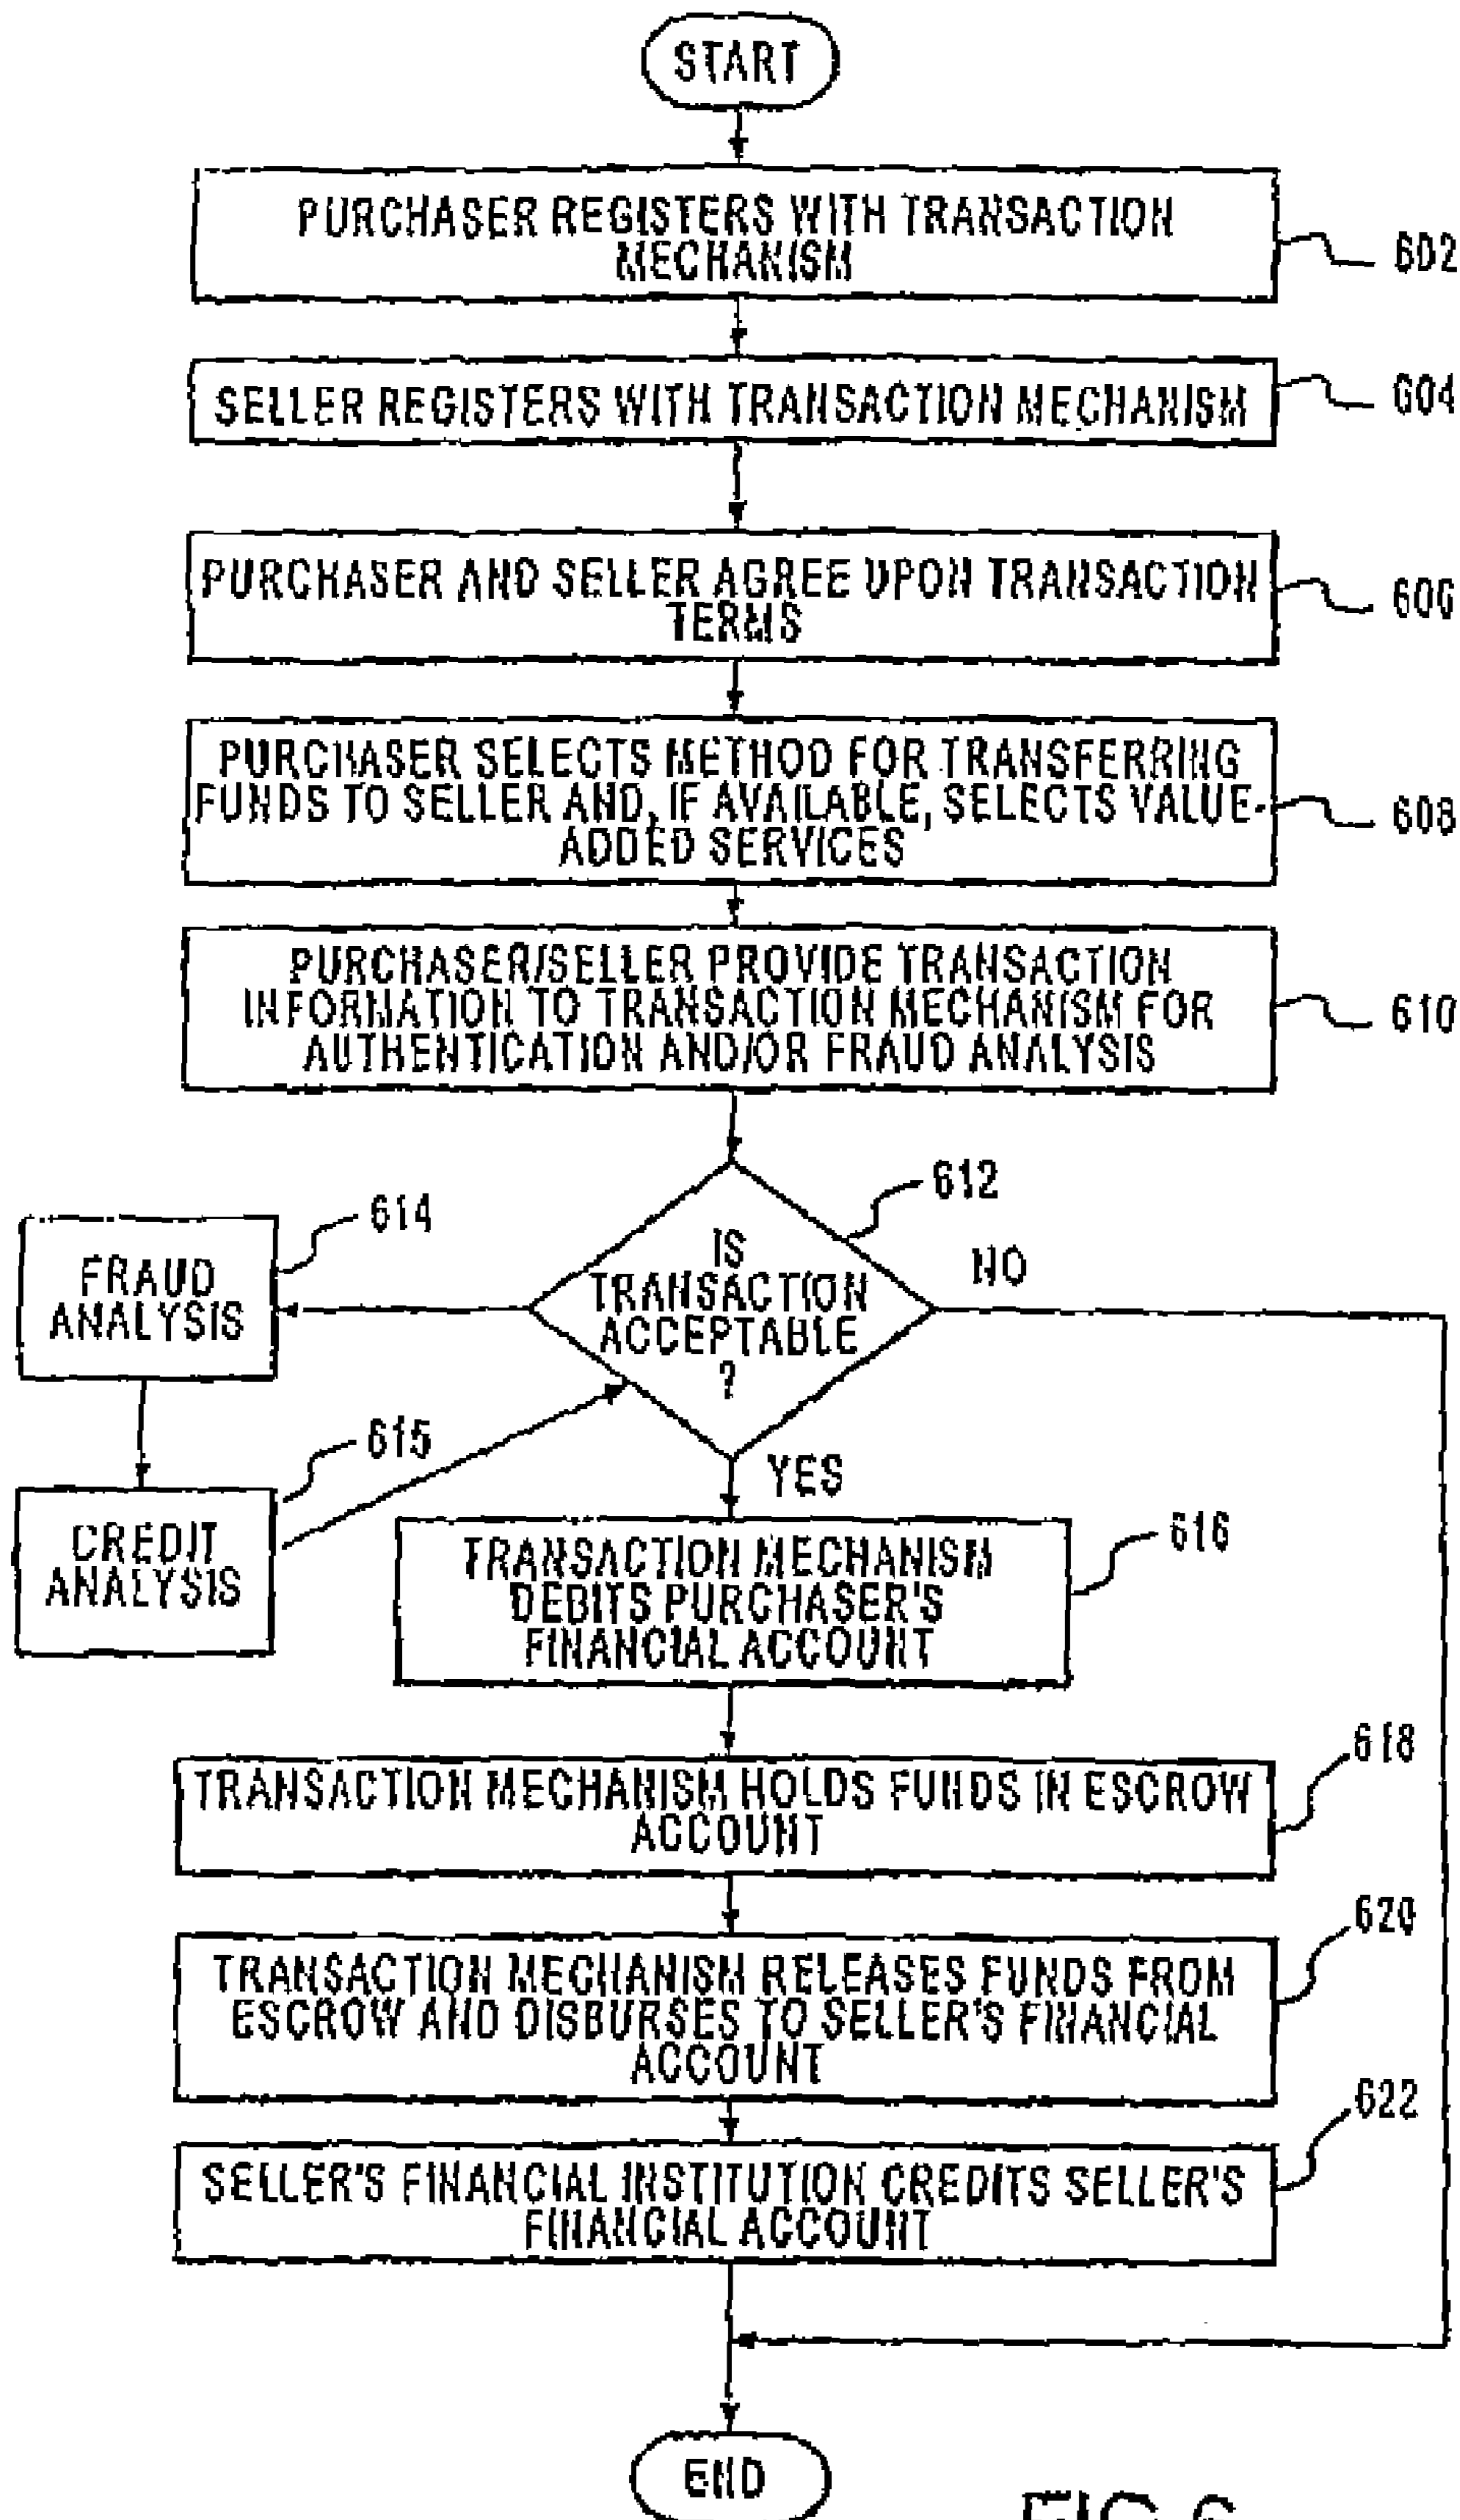 START
PURCHASER REGISTERS WITH TRANSACTION
MECHANISM
602
SELLER REGISTERS WITH TRANSACTION MECHANISM
604
PURCHASER AND SELLER AGREE UPON TRANSACTION
TERMS
606
PURCHASER SELECTS METHOD FOR TRANSFERRING
FUNDS TO SELLER AND, IF AVAILABLE, SELECTS VALUE-
ADDED SERVICES
608
PURCHASER/SELLER PROVIDE TRANSACTION
INFORMATION TO TRANSACTION MECHANISM FOR
AUTHENTICATION AND/OR FRAUD ANALYSIS
610
612
IS
TRANSACTION
ACCEPTABLE
?
NO
614
FRAUD
ANALYSIS
615
CREDIT
ANALYSIS
YES
TRANSACTION MECHANISM
DEBITS PURCHASER'S
FINANCIAL ACCOUNT
616
TRANSACTION MECHANISM HOLDS FUNDS IN ESCROW
ACCOUNT
618
TRANSACTION MECHANISM RELEASES FUNDS FROM
ESCROW AND DISBURSES TO SELLER'S FINANCIAL
ACCOUNT
620
SELLER'S FINANCIAL INSTITUTION CREDITS SELLER'S
FINANCIAL ACCOUNT
622
END
FIG.6